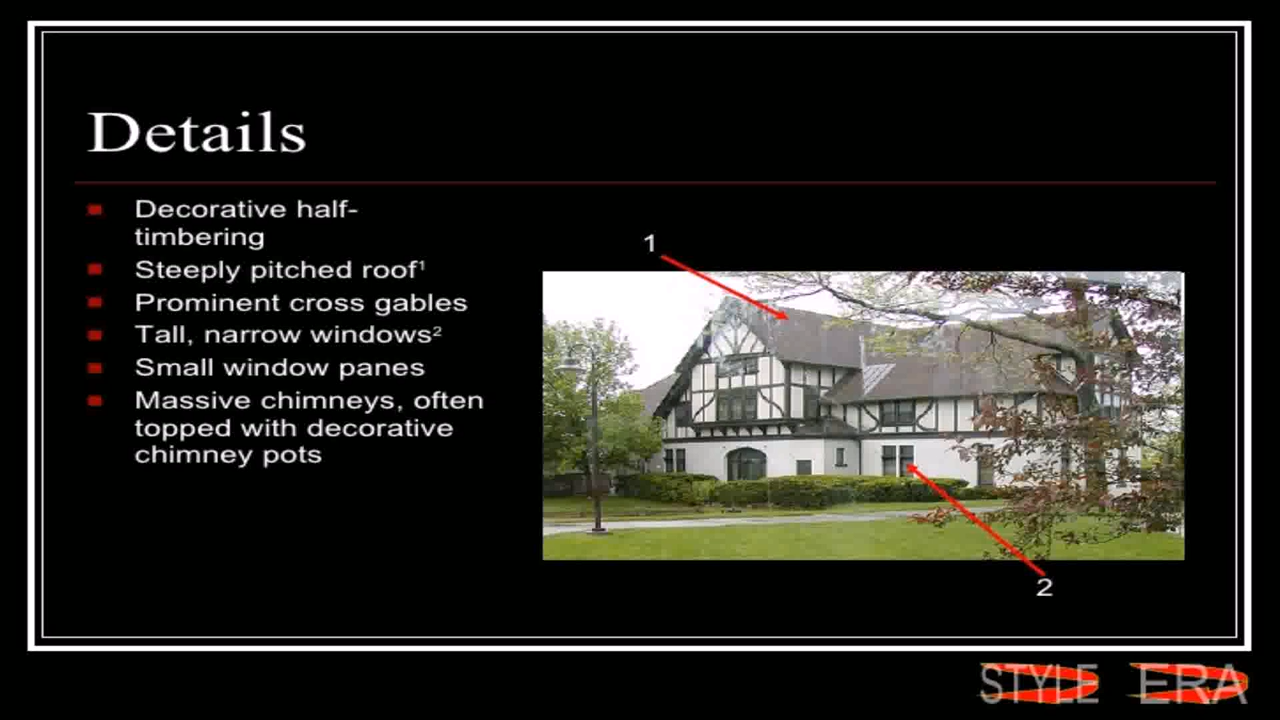 Details
Decorative half-
timbering
Steeply pitched roof¹
Prominent cross gables
Tall, narrow windows²
Small window panes
Massive chimneys, often
topped with decorative
chimney pots
1
2
STYLE ERA